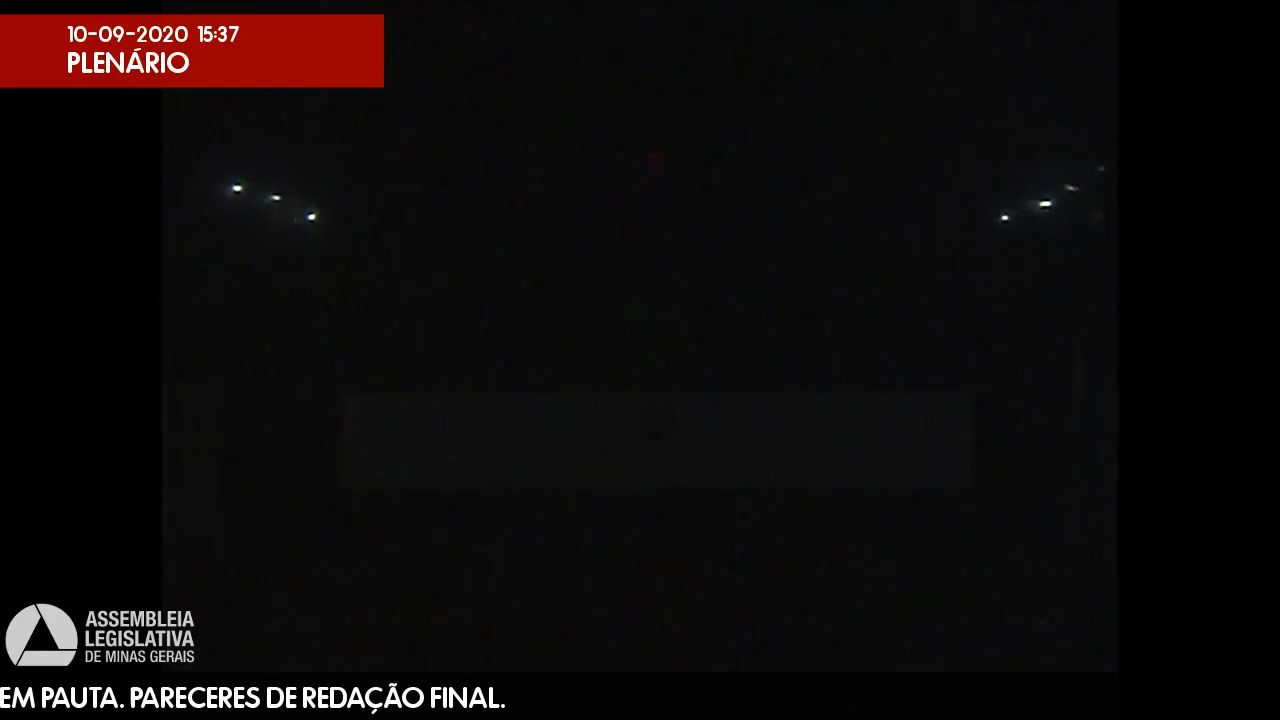 10-09-2020 15:37
PLENÁRIO
ASSEMBLEIA
LEGISLATIVA
DE MINAS GERAIS
EM PAUTA. PARECERES DE REDAÇÃO FINAL.